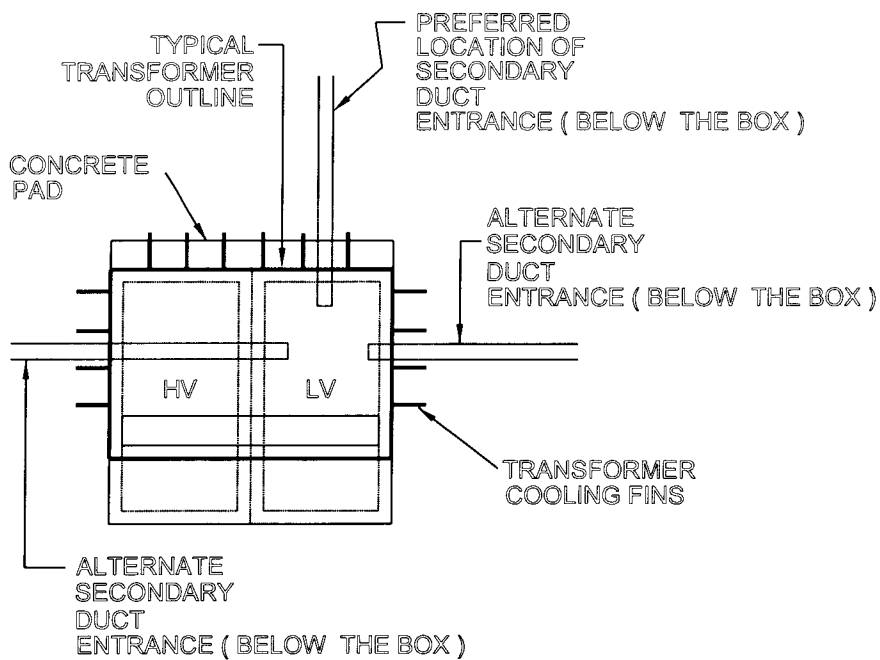 TYPICAL
TRANSFORMER
OUTLINE
PREFERRED
LOCATION OF
SECONDARY
DUCT
ENTRANCE ( BELOW THE BOX )
CONCRETE
PAD
ALTERNATE
SECONDARY
DUCT
ENTRANCE ( BELOW THE BOX )
HV
LV
TRANSFORMER
COOLING FINS
ALTERNATE
SECONDARY
DUCT
ENTRANCE ( BELOW THE BOX )